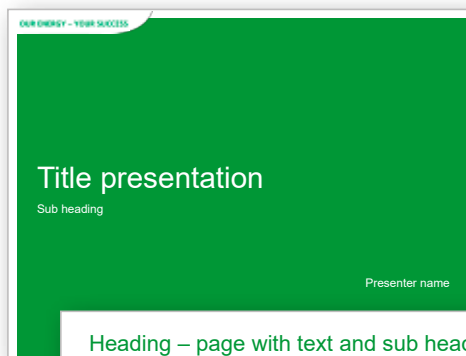 OUR ENERGY – YOUR SUCCESS
Title presentation
Sub heading
Presenter name
Heading – page with text and sub head